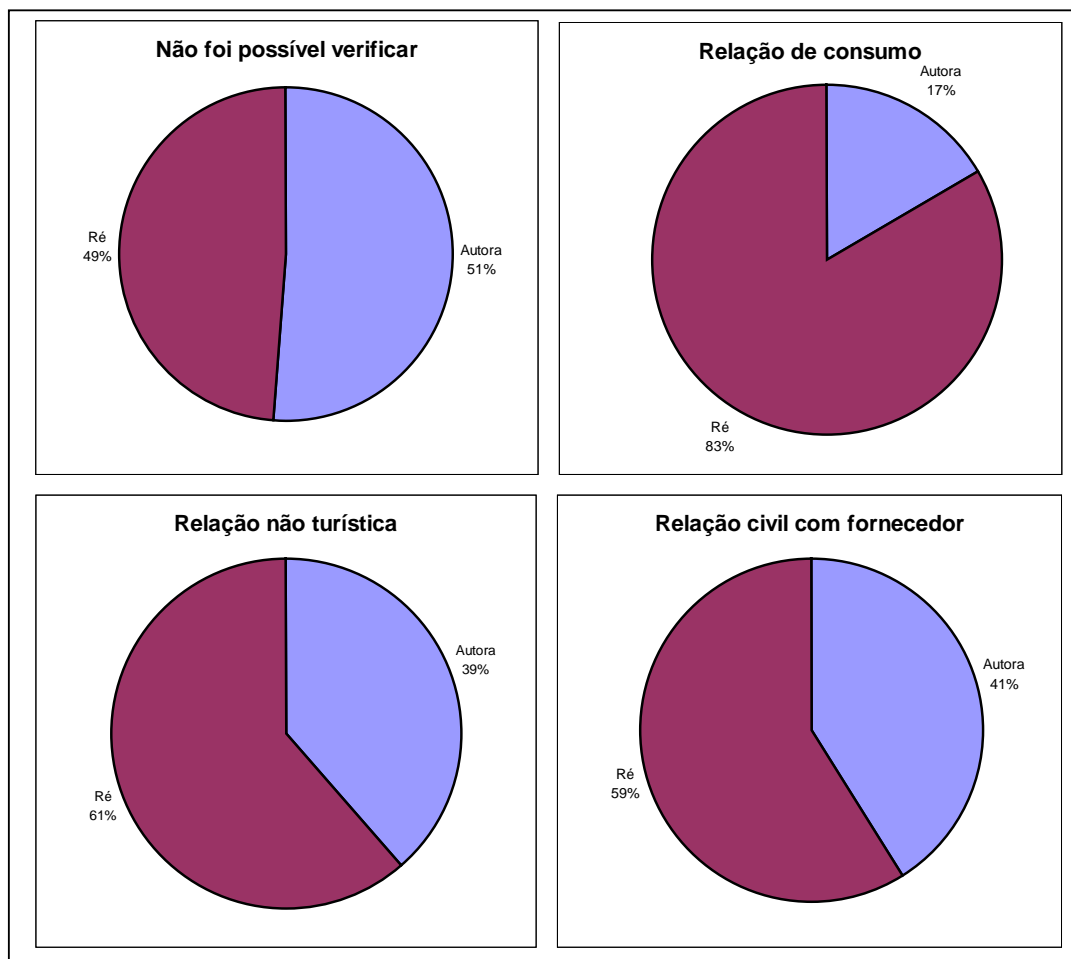 Não foi possível verificar
Ré
49%
Autora
51%
Relação de consumo
Autora
17%
Ré
83%
Relação não turística
Autora
39%
Ré
61%
Relação civil com fornecedor
Autora
41%
Ré
59%